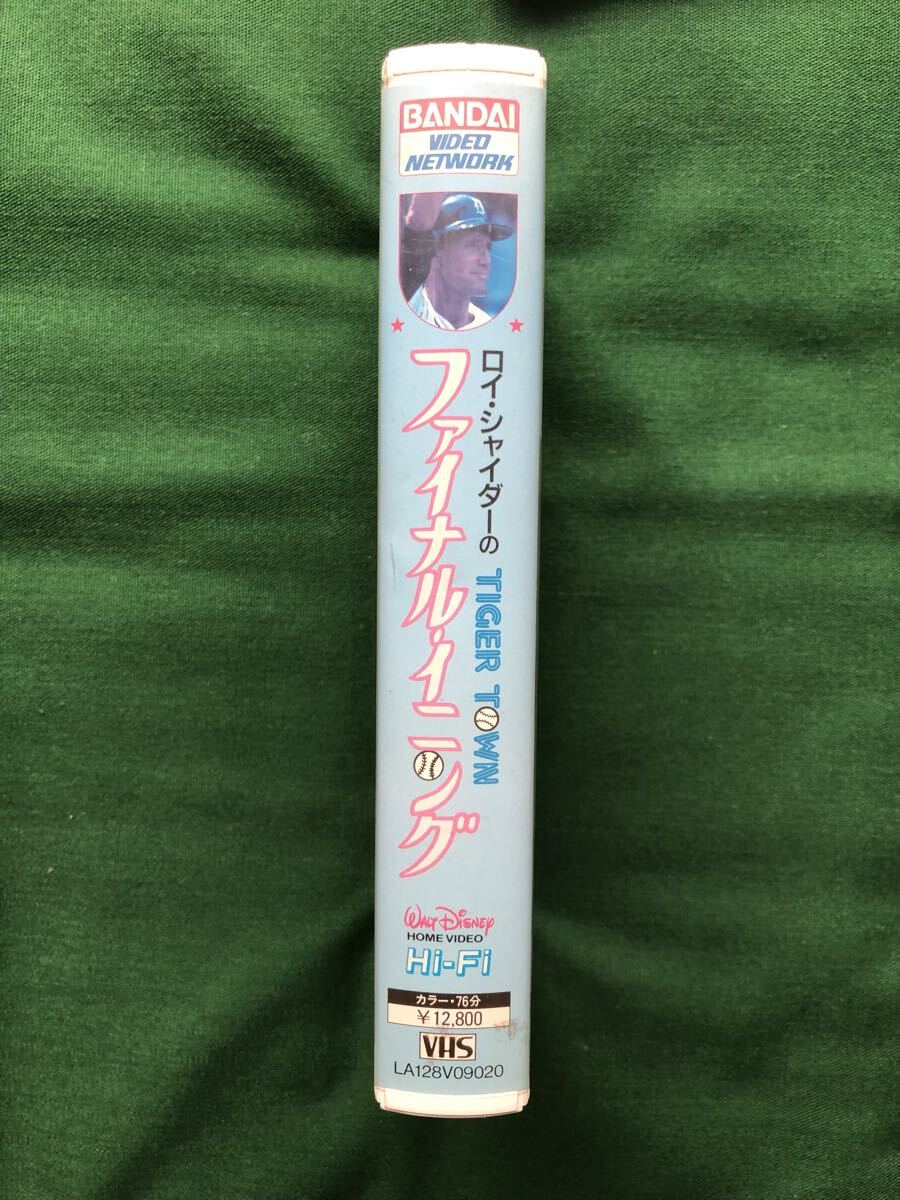 BANDAI
VIDEO
NETWORK
ロイ・シャイダーの
TIGER TOWN
ファイナル・イニング
WALT DISNEY
HOME VIDEO
Hi-Fi
カラー・76分
¥12,800
VHS
LA128V09020